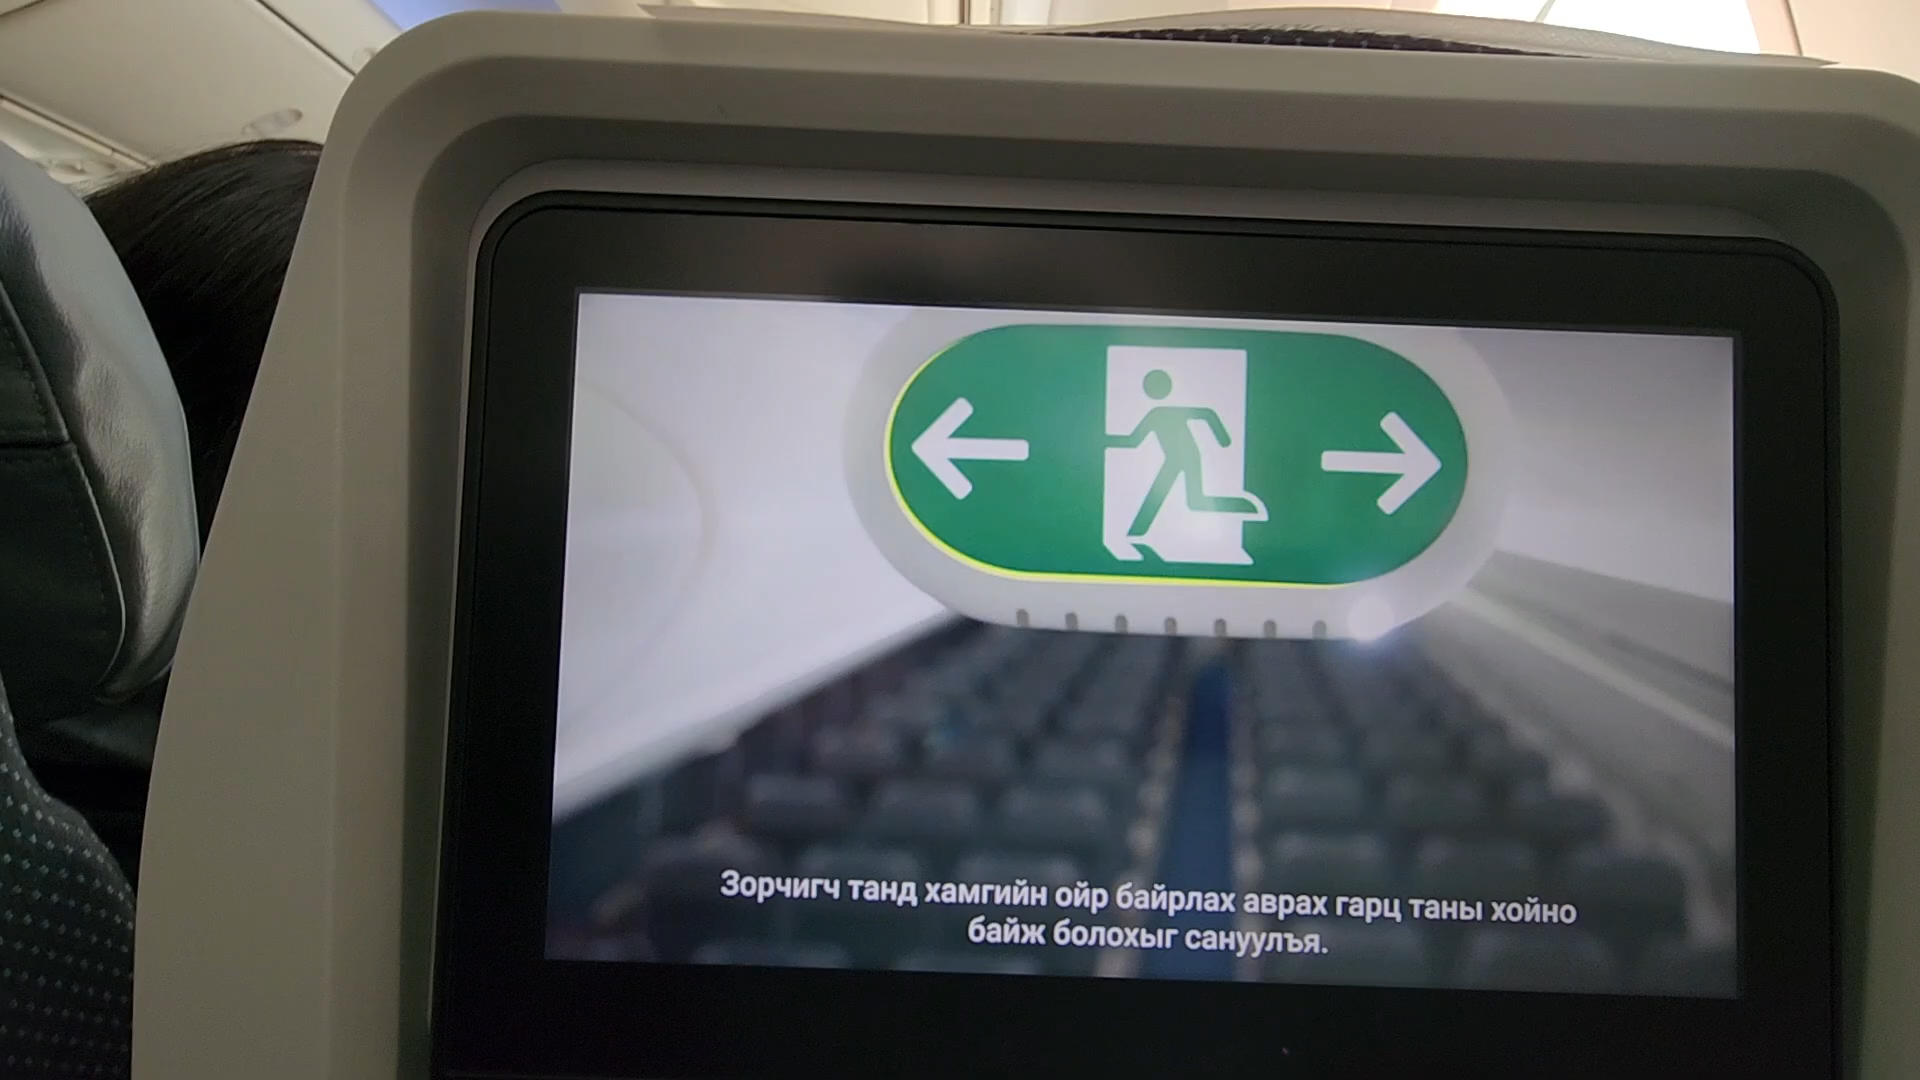 Зорчигч танд хамгийн ойр байрлах аврах гарц таны хойно
байж болохыг сануулъя.